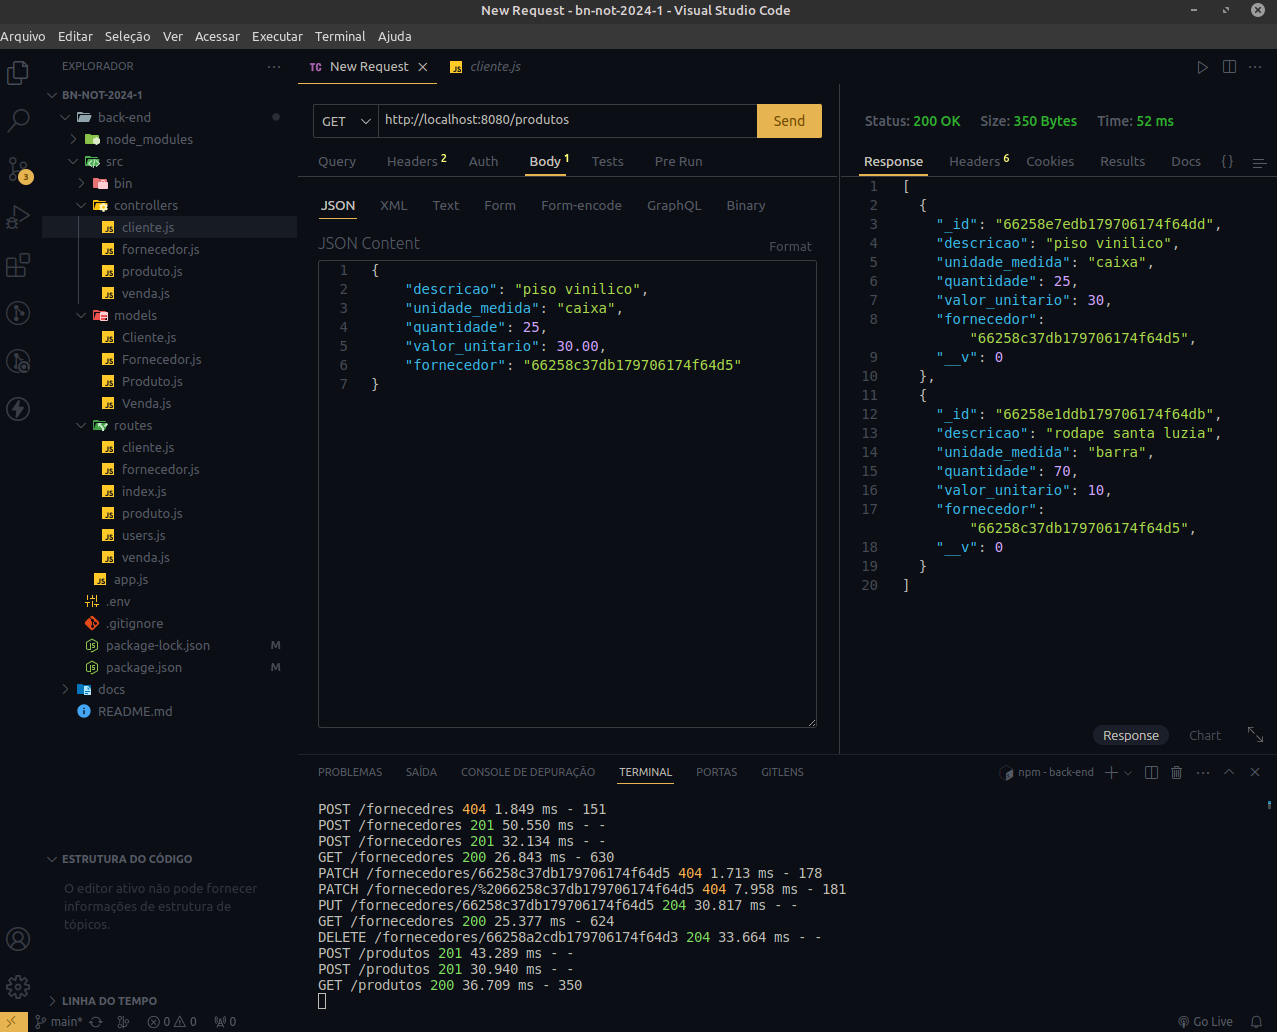 New Request - bn-not-2024-1 - Visual Studio Code
Arquivo Editar Seleção Ver Acessar Executar Terminal Ajuda
EXPLORADOR
BN-NOT-2024-1
back-end
node_modules
src
bin
controllers
cliente.js
fornecedor.js
produto.js
venda.js
models
Cliente.js
Fornecedor.js
Produto.js
Venda.js
routes
cliente.js
fornecedor.js
index.js
produto.js
users.js
venda.js
app.js
.env
.gitignore
package-lock.json M
package.json M
docs
README.md
3
ESTRUTURA DO CÓDIGO
O editor ativo não pode fornecer
informações de estrutura de
tópicos.
LINHA DO TEMPO
TC New Request JS cliente.js
GET http://localhost:8080/produtos Send
Query Headers 2 Auth Body 1 Tests Pre Run
JSON XML Text Form Form-encode GraphQL Binary
JSON Content Format
1 {
2 "descricao": "piso vinilico",
3 "unidade_medida": "caixa",
4 "quantidade": 25,
5 "valor_unitario": 30.00,
6 "fornecedor": "66258c37db179706174f64d5"
7 }
Status: 200 OK Size: 350 Bytes Time: 52 ms
Response Headers 6 Cookies Results Docs {}
1 [
2 {
3 "_id": "66258e7edb179706174f64dd",
4 "descricao": "piso vinilico",
5 "unidade_medida": "caixa",
6 "quantidade": 25,
7 "valor_unitario": 30,
8 "fornecedor":
"66258c37db179706174f64d5",
9 "__v": 0
10 },
11 {
12 "_id": "66258e1ddb179706174f64db",
13 "descricao": "rodape santa luzia",
14 "unidade_medida": "barra",
15 "quantidade": 70,
16 "valor_unitario": 10,
17 "fornecedor":
"66258c37db179706174f64d5",
18 "__v": 0
19 }
20 ]
Response Chart
PROBLEMAS SAÍDA CONSOLE DE DEPURAÇÃO TERMINAL PORTAS GITLENS npm - back-end
POST /fornecedres 404 1.849 ms - 151
POST /fornecedores 201 50.550 ms - -
POST /fornecedores 201 32.134 ms - -
GET /fornecedores 200 26.843 ms - 630
PATCH /fornecedores/66258c37db179706174f64d5 404 1.713 ms - 178
PATCH /fornecedores/%2066258c37db179706174f64d5 404 7.958 ms - 181
PUT /fornecedores/66258c37db179706174f64d5 204 30.817 ms - -
GET /fornecedores 200 25.377 ms - 624
DELETE /fornecedores/66258a2cdb179706174f64d3 204 33.664 ms - -
POST /produtos 201 43.289 ms - -
POST /produtos 201 30.940 ms - -
GET /produtos 200 36.709 ms - 350
main* 0 0 0 Go Live